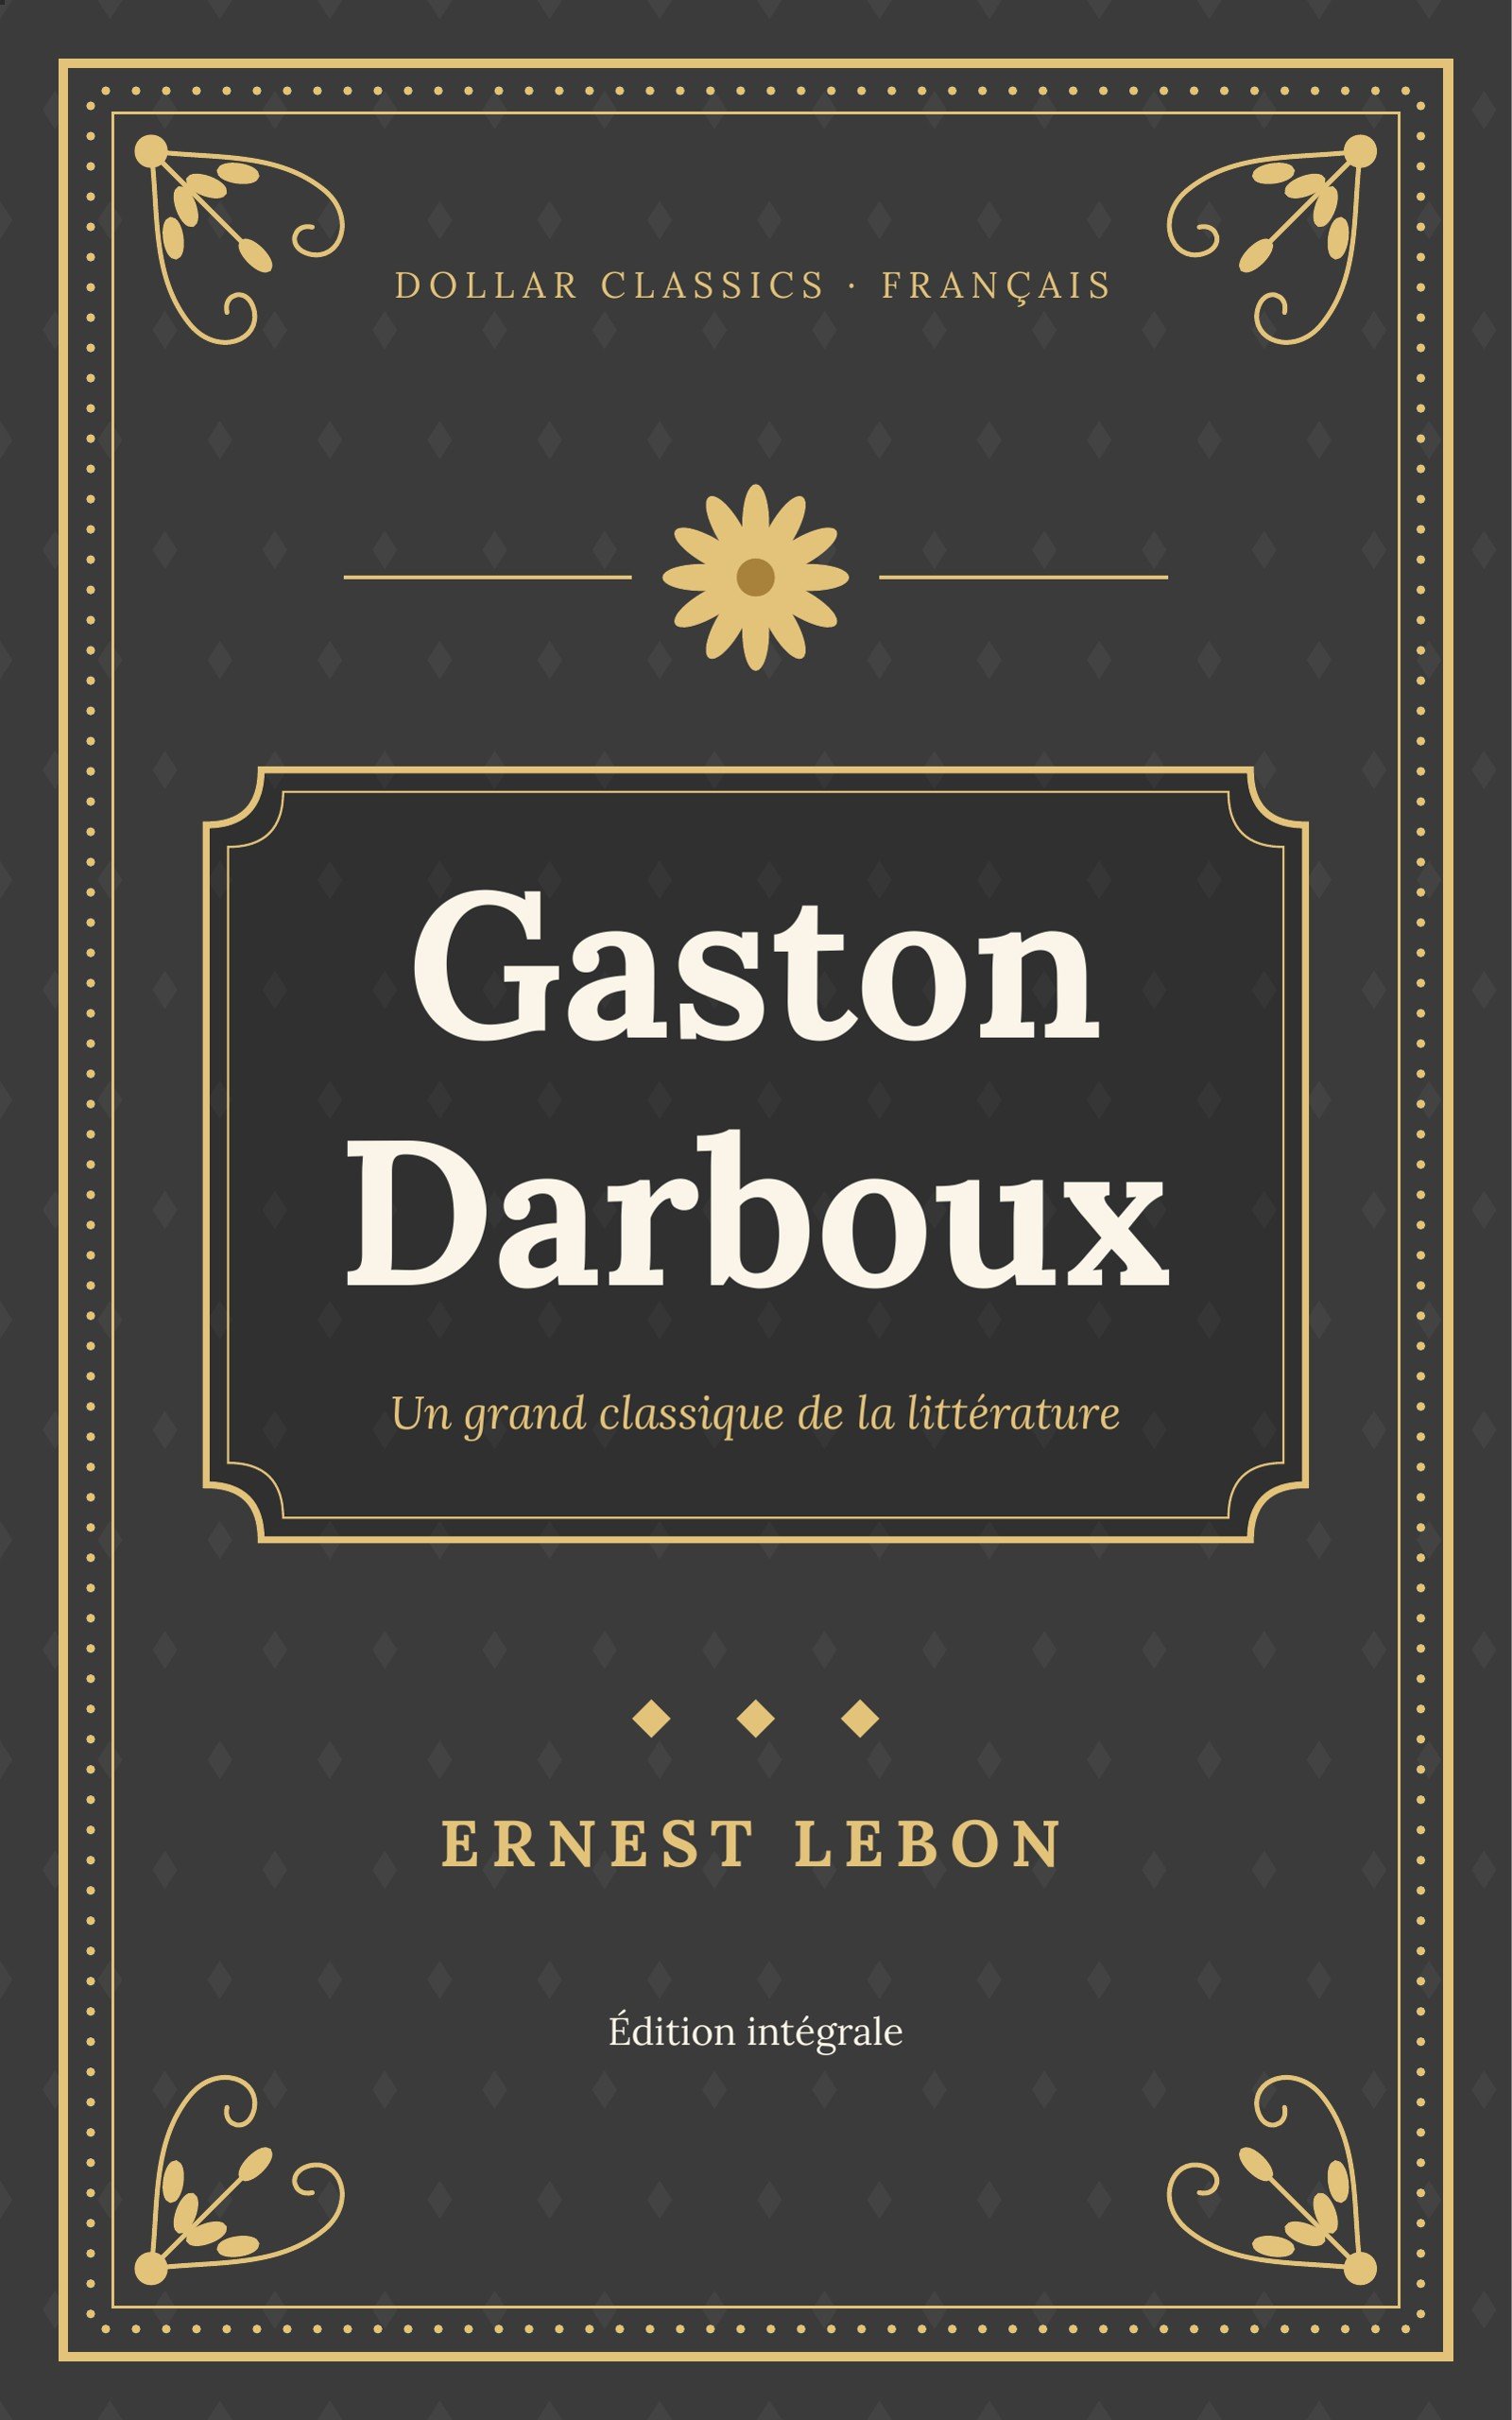 DOLLAR CLASSICS · FRANÇAIS
Gaston
Darboux
Un grand classique de la littérature
ERNEST LEBON
Édition intégrale